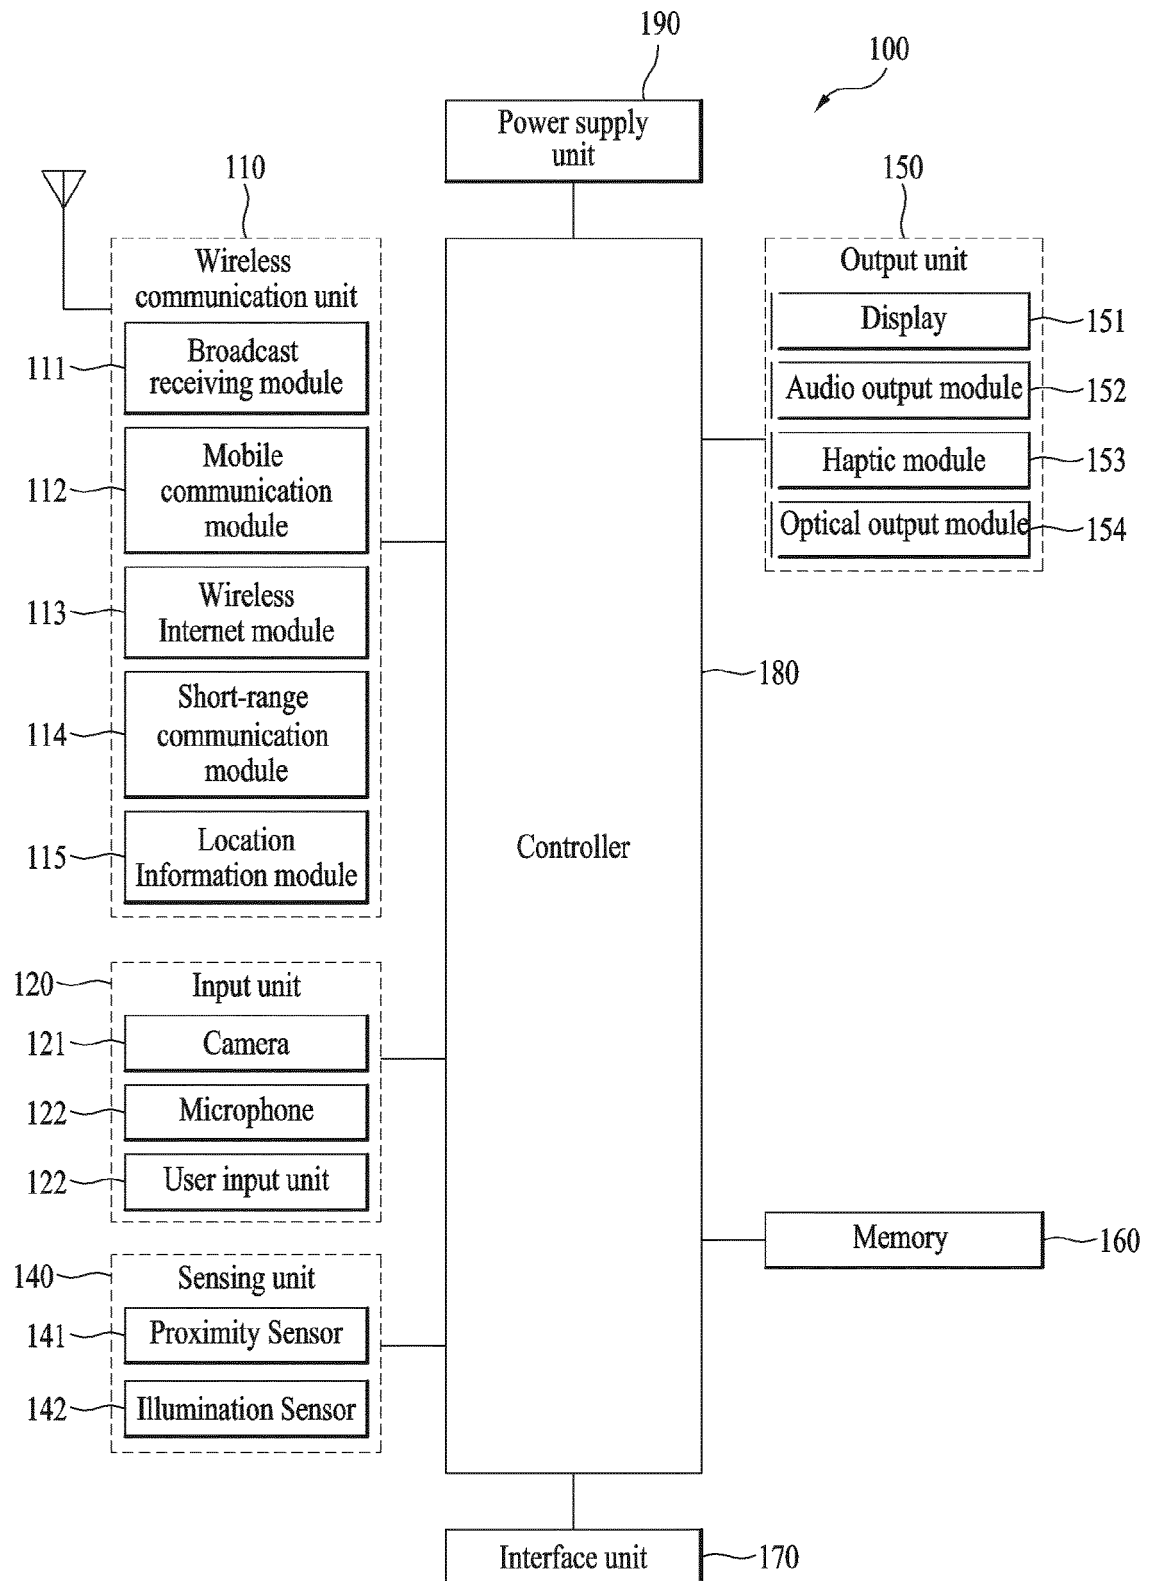 190
100
Power supply
unit
110
150
Wireless
communication unit
Output unit
Broadcast
receiving module
111
Display
151
Audio output module
152
Mobile
communication
module
112
Haptic module
153
Optical output module
154
Wireless
Internet module
113
180
Short-range
communication
module
114
Controller
Location
Information module
115
120
Input unit
121
Camera
122
Microphone
122
User input unit
Memory
160
140
Sensing unit
141
Proximity Sensor
142
Illumination Sensor
Interface unit
170